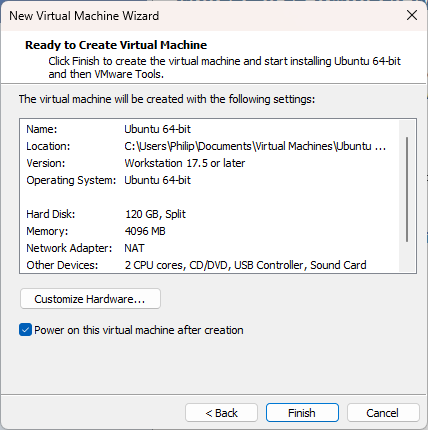 New Virtual Machine Wizard
Ready to Create Virtual Machine
Click Finish to create the virtual machine and start installing Ubuntu 64-bit
and then VMware Tools.
The virtual machine will be created with the following settings:
Name: Ubuntu 64-bit
Location: C:\Users\Philip\Documents\Virtual Machines\Ubuntu ...
Version: Workstation 17.5 or later
Operating System: Ubuntu 64-bit
Hard Disk: 120 GB, Split
Memory: 4096 MB
Network Adapter: NAT
Other Devices: 2 CPU cores, CD/DVD, USB Controller, Sound Card
Customize Hardware...
Power on this virtual machine after creation
< Back Finish Cancel